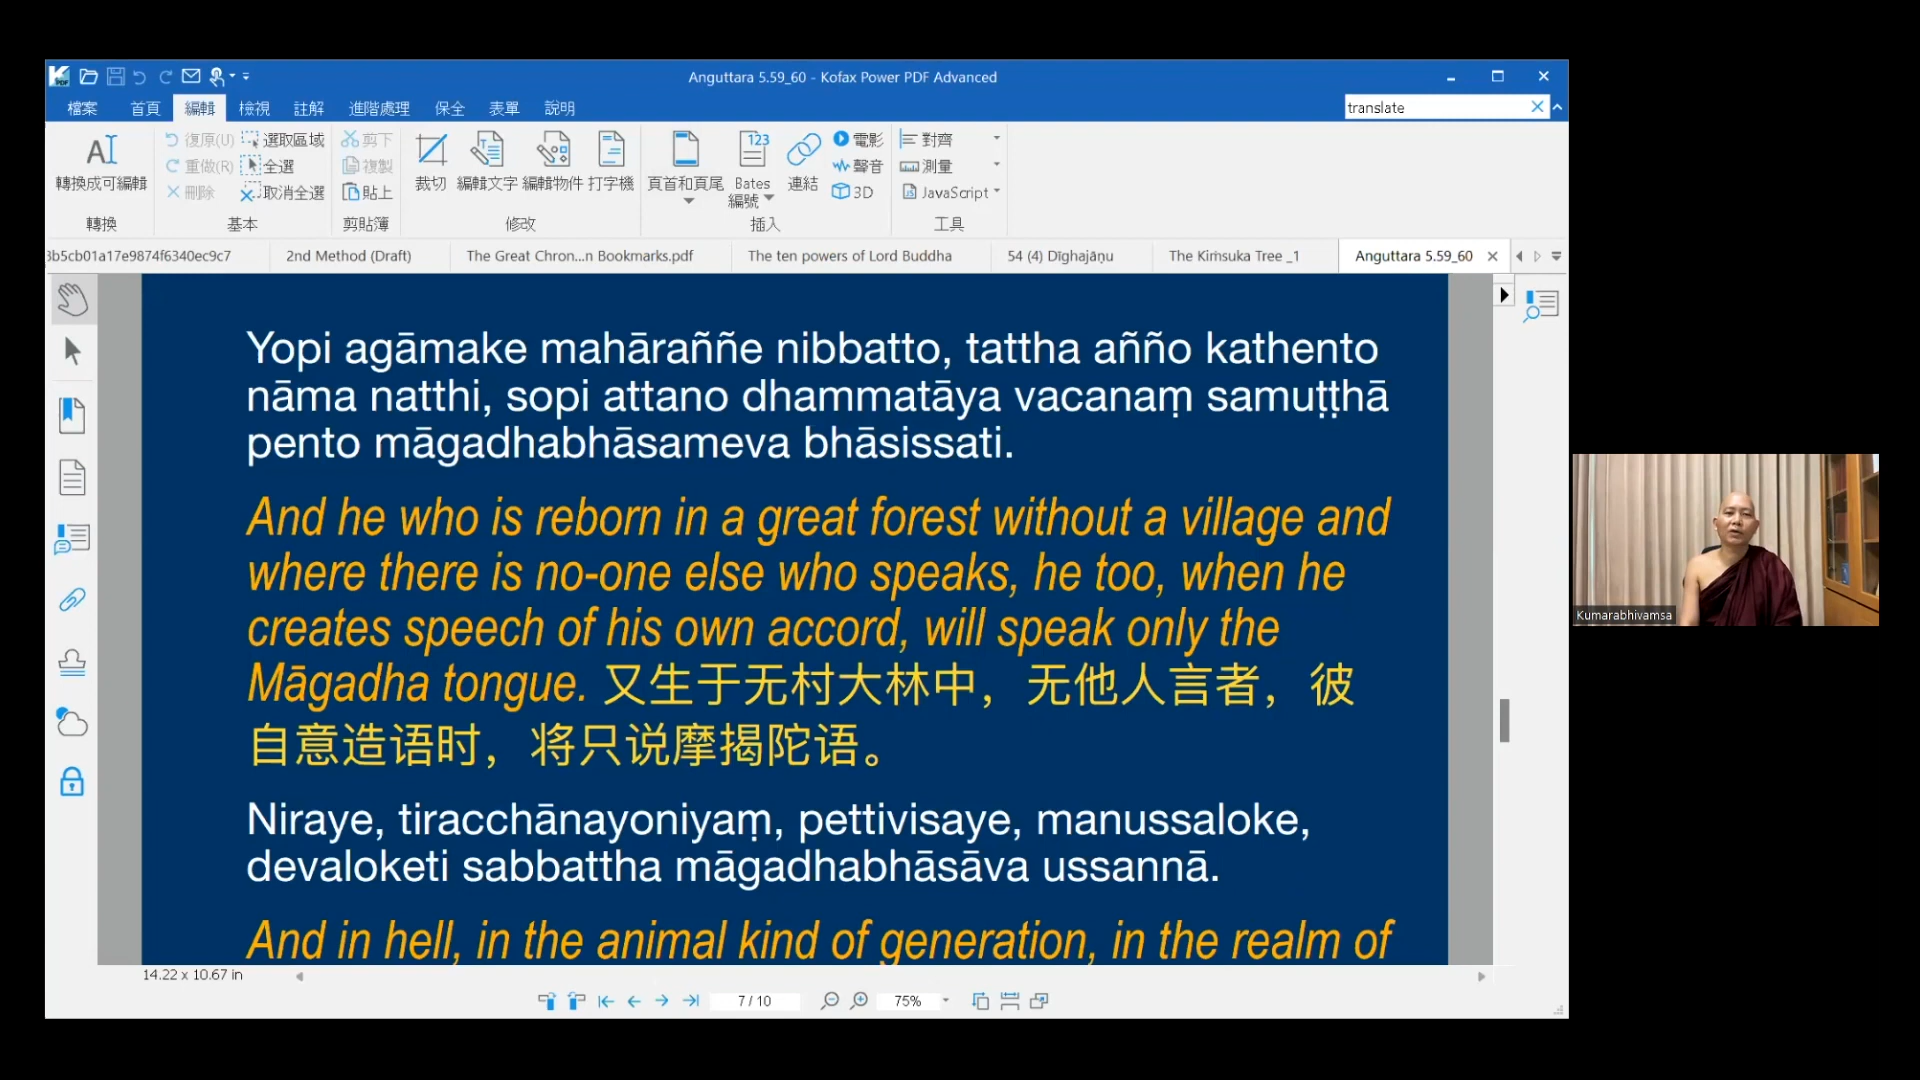 Anguttara 5.59_60 - Kofax Power PDF Advanced
檔案 首頁 編輯 檢視 註解 進階處理 保全 表單 說明
translate
轉換成可編輯
轉換
復原(U) 選取區域
重做(R) 全選
刪除 取消全選
基本
剪下
複製
貼上
剪貼簿
裁切 編輯文字 編輯物件 打字機
修改
頁首和頁尾 Bates 編號 連結
電影
聲音
3D
插入
對齊
測量
JavaScript
工具
3b5cb01a17e9874f6340ec9c7 2nd Method (Draft) The Great Chron...n Bookmarks.pdf The ten powers of Lord Buddha 54 (4) Dīghajāṇu The Kiṁsuka Tree _1 Anguttara 5.59_60
Yopi agāmake mahāraññe nibbatto, tattha añño kathento
nāma natthi, sopi attano dhammatāya vacanaṃ samuṭṭhā
pento māgadhabhāsameva bhāsissati.
And he who is reborn in a great forest without a village and
where there is no-one else who speaks, he too, when he
creates speech of his own accord, will speak only the
Māgadha tongue. 又生于无村大林中，无他人言者，彼
自意造语时，将只说摩揭陀语。
Niraye, tiracchānayoniyaṃ, pettivisaye, manussaloke,
devaloketi sabbattha māgadhabhāsāva ussannā.
And in hell, in the animal kind of generation, in the realm of
14.22 x 10.67 in
7 / 10
75%
Kumarabhivamsa